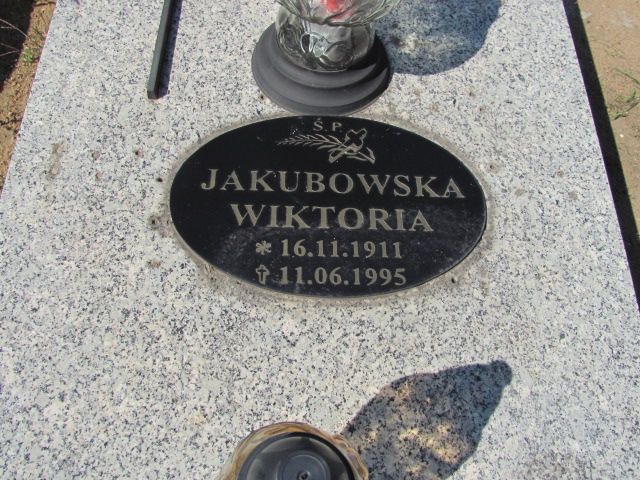 Ś.P.
JAKUBOWSKA
WIKTORIA
* 16.11.1911
✝ 11.06.1995